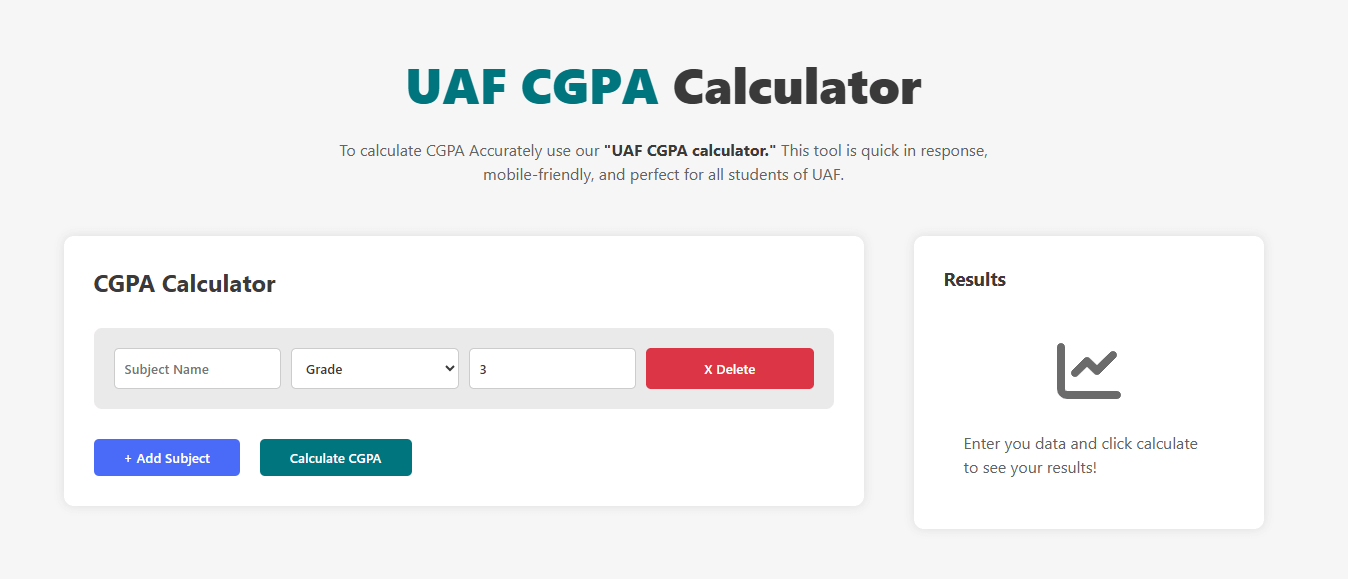 UAF CGPA Calculator
To calculate CGPA Accurately use our "UAF CGPA calculator." This tool is quick in response,
mobile-friendly, and perfect for all students of UAF.
CGPA Calculator
Subject Name
Grade
3
X Delete
+ Add Subject
Calculate CGPA
Results
Enter you data and click calculate
to see your results!